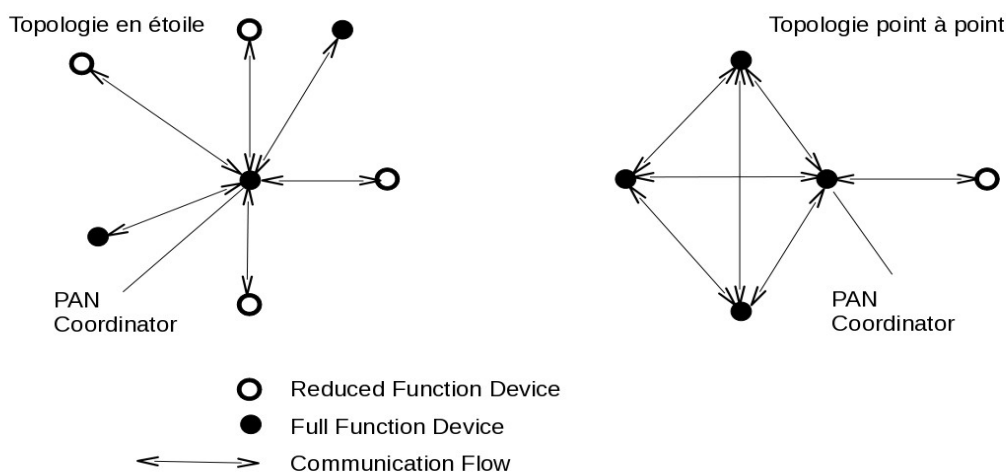 Topologie en étoile
Topologie point à point
PAN
Coordinator
PAN
Coordinator
Reduced Function Device
Full Function Device
Communication Flow